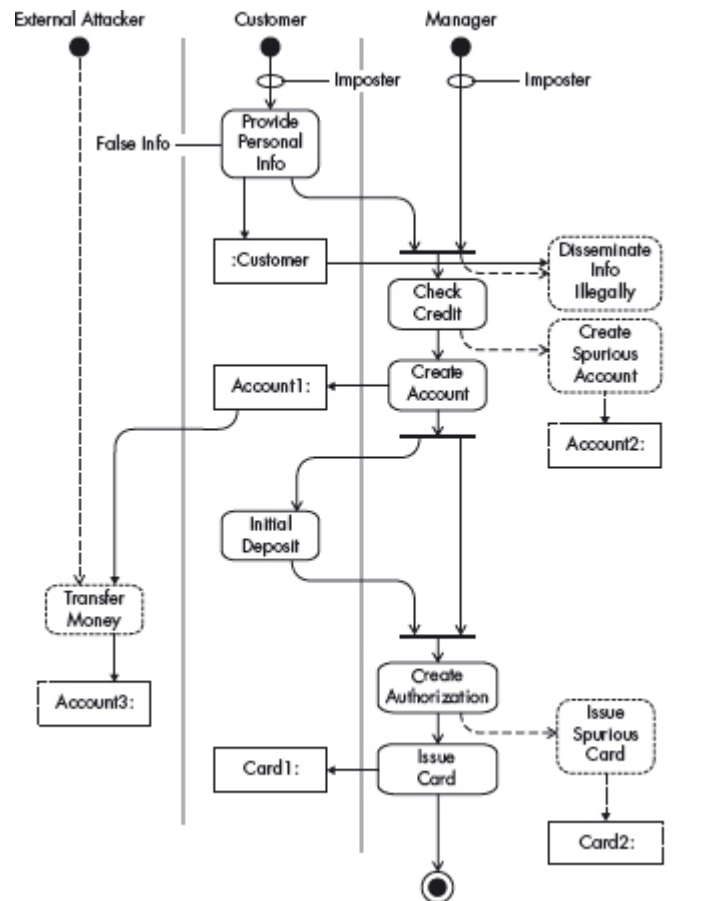 External Attacker
Customer
Manager
Imposter
Imposter
False Info
Provide
Personal
Info
:Customer
Disseminate
Info
Illegally
Check
Credit
Create
Spurious
Account
Account1:
Create
Account
Account2:
Initial
Deposit
Transfer
Money
Create
Authorization
Account3:
Issue
Spurious
Card
Card1:
Issue
Card
Card2: